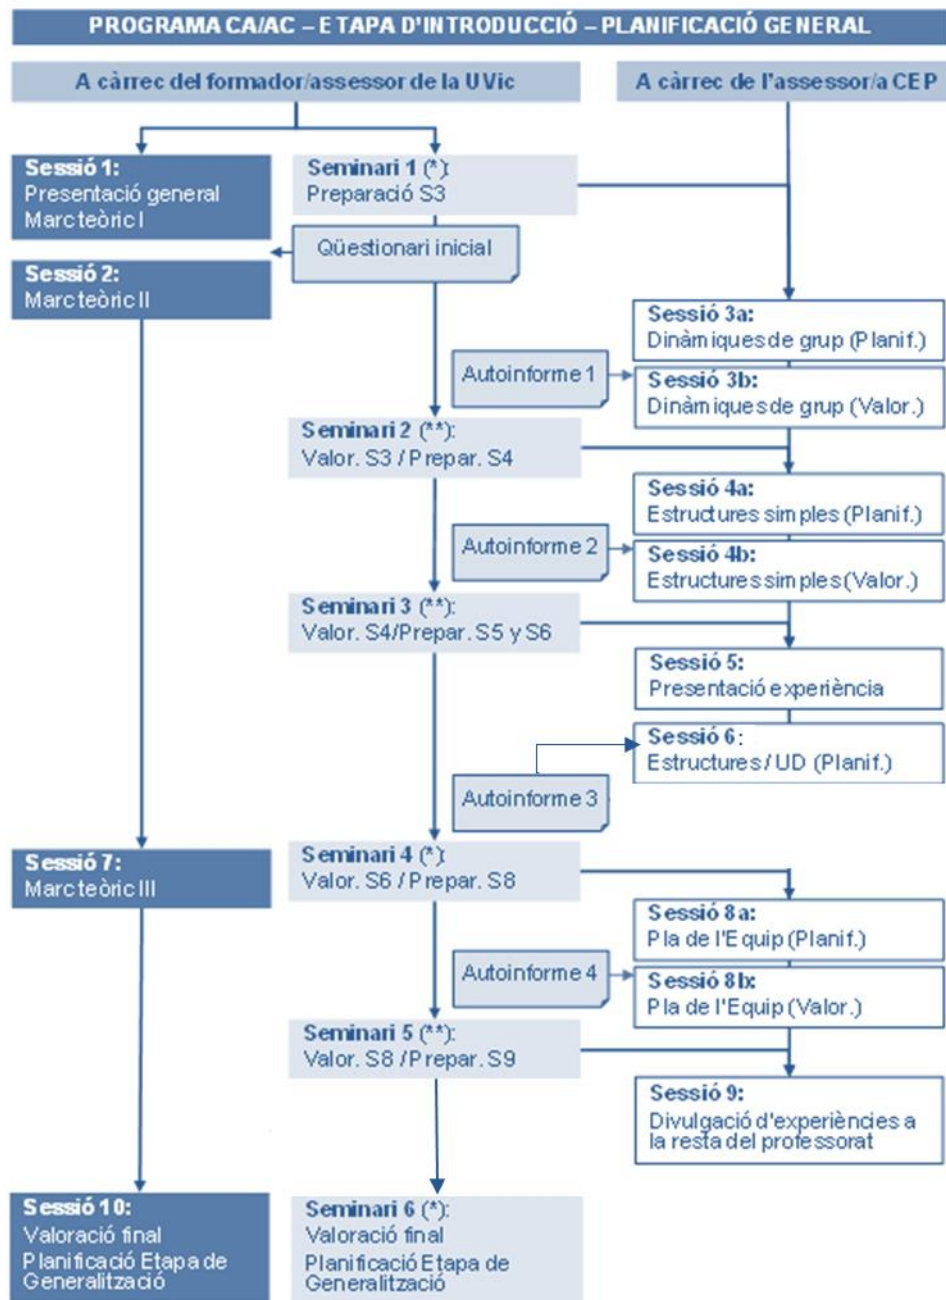 PROGRAMA CA/AC – ETAPA D'INTRODUCCIÓ – PLANIFICACIÓ GENERAL
A càrrec del formador/assessor de la UVic
A càrrec de l'assessor/a CEP
Sessió 1:
Presentació general
Marc teòric I
Seminari 1 (*):
Preparació S3
Qüestionari inicial
Sessió 2:
Marc teòric II
Sessió 3a:
Dinàmiques de grup (Planif.)
Autoinforme 1
Sessió 3b:
Dinàmiques de grup (Valor.)
Seminari 2 (**):
Valor. S3 / Prepar. S4
Sessió 4a:
Estructures simples (Planif.)
Autoinforme 2
Sessió 4b:
Estructures simples (Valor.)
Seminari 3 (**):
Valor. S4/Prepar. S5 y S6
Sessió 5:
Presentació experiència
Sessió 6:
Estructures / UD (Planif.)
Autoinforme 3
Sessió 7:
Marc teòric III
Seminari 4 (*):
Valor. S6 / Prepar. S8
Sessió 8a:
Pla de l'Equip (Planif.)
Autoinforme 4
Sessió 8b:
Pla de l'Equip (Valor.)
Seminari 5 (**):
Valor. S8 / Prepar. S9
Sessió 9:
Divulgació d'experiències a
la resta del professorat
Sessió 10:
Valoració final
Planificació Etapa de
Generalització
Seminari 6 (*):
Valoració final
Planificació Etapa de
Generalització